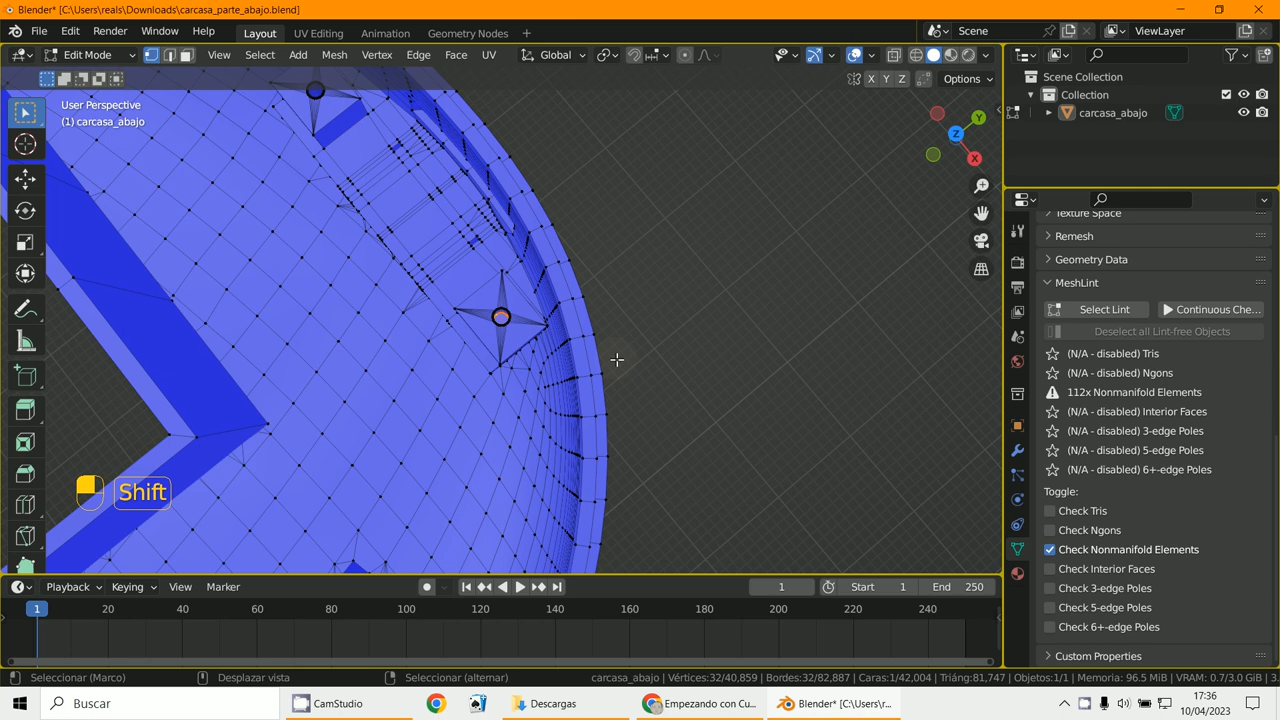 Blender* [C:\Users\reals\Downloads\carcasa_parte_abajo.blend]
File Edit Render Window Help Layout UV Editing Animation Geometry Nodes + Scene ViewLayer
Edit Mode View Select Add Mesh Vertex Edge Face UV Global
X Y Z Options
User Perspective
(1) carcasa_abajo
Y
Z
X
Shift
Scene Collection
Collection
carcasa_abajo
Texture Space
Remesh
Geometry Data
MeshLint
Select Lint Continuous Che...
Deselect all Lint-free Objects
(N/A - disabled) Tris
(N/A - disabled) Ngons
112x Nonmanifold Elements
(N/A - disabled) Interior Faces
(N/A - disabled) 3-edge Poles
(N/A - disabled) 5-edge Poles
(N/A - disabled) 6+-edge Poles
Toggle:
Check Tris
Check Ngons
Check Nonmanifold Elements
Check Interior Faces
Check 3-edge Poles
Check 5-edge Poles
Check 6+-edge Poles
Custom Properties
Playback Keying View Marker 1 Start 1 End 250
1 20 40 60 80 100 120 140 160 180 200 220 240
Seleccionar (Marco) Desplazar vista Seleccionar (alternar) carcasa_abajo | Vértices:32/40,859 | Bordes:32/82,887 | Caras:1/42,004 | Triáng:81,747 | Objetos:1/1 | Memoria: 96.5 MiB | VRAM: 0.7/3.0 GiB | 3.
Buscar CamStudio Descargas Empezando con Cu... Blender* [C:\Users\r... 17:36
10/04/2023